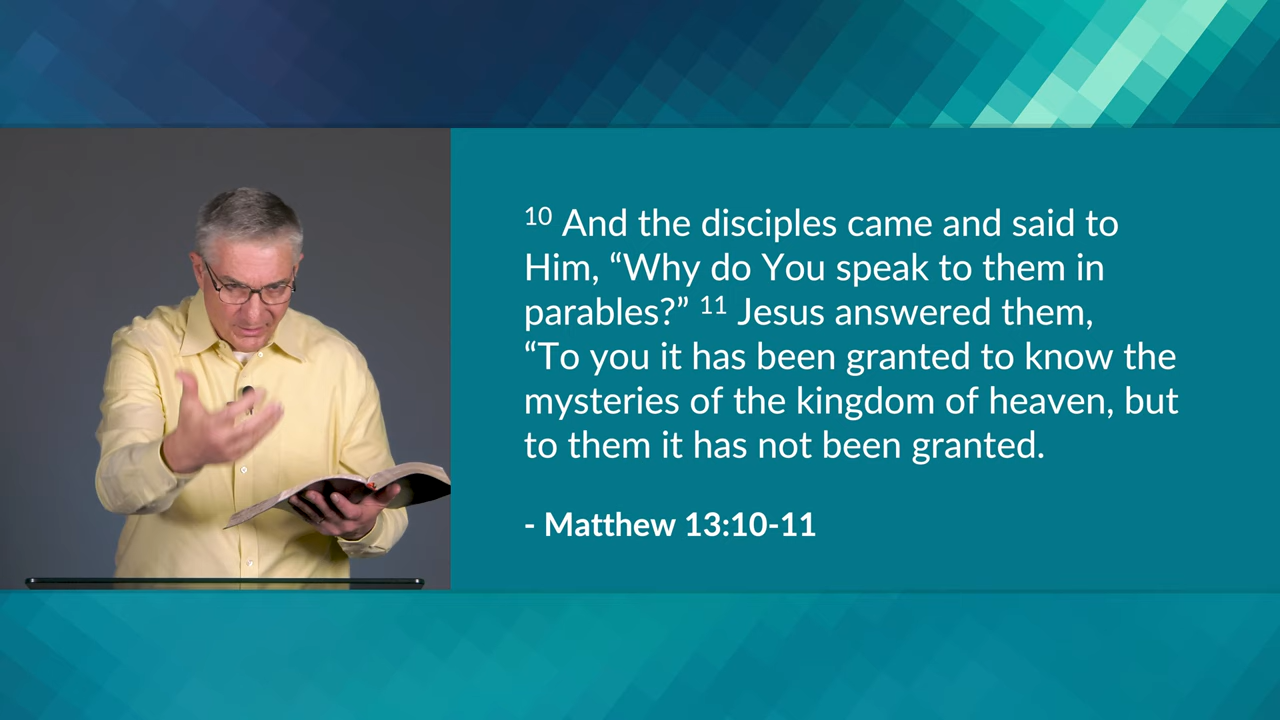 10 And the disciples came and said to
Him, “Why do You speak to them in
parables?” 11 Jesus answered them,
“To you it has been granted to know the
mysteries of the kingdom of heaven, but
to them it has not been granted.
- Matthew 13:10-11